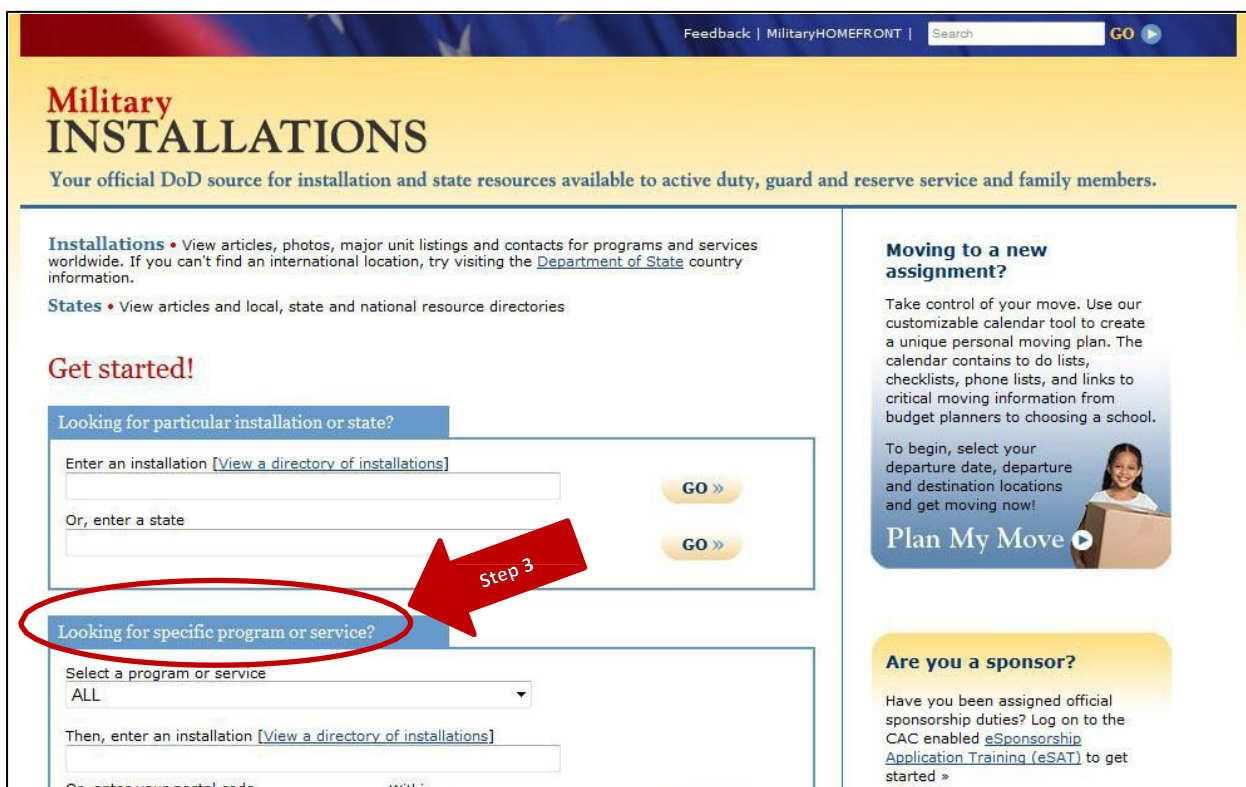 Feedback | MilitaryHOMEFRONT |
Search
GO
Military
INSTALLATIONS
Your official DoD source for installation and state resources available to active duty, guard and reserve service and family members.
Installations • View articles, photos, major unit listings and contacts for programs and services
worldwide. If you can't find an international location, try visiting the Department of State country
information.
States • View articles and local, state and national resource directories
Get started!
Looking for particular installation or state?
Enter an installation [View a directory of installations]
GO »
Or, enter a state
GO »
Step 3
Looking for specific program or service?
Select a program or service
ALL
Then, enter an installation [View a directory of installations]
Or, enter your postal code
Within
Moving to a new
assignment?
Take control of your move. Use our
customizable calendar tool to create
a unique personal moving plan. The
calendar contains to do lists,
checklists, phone lists, and links to
critical moving information from
budget planners to choosing a school.
To begin, select your
departure date, departure
and destination locations
and get moving now!
Plan My Move
Are you a sponsor?
Have you been assigned official
sponsorship duties? Log on to the
CAC enabled eSponsorship
Application Training (eSAT) to get
started »